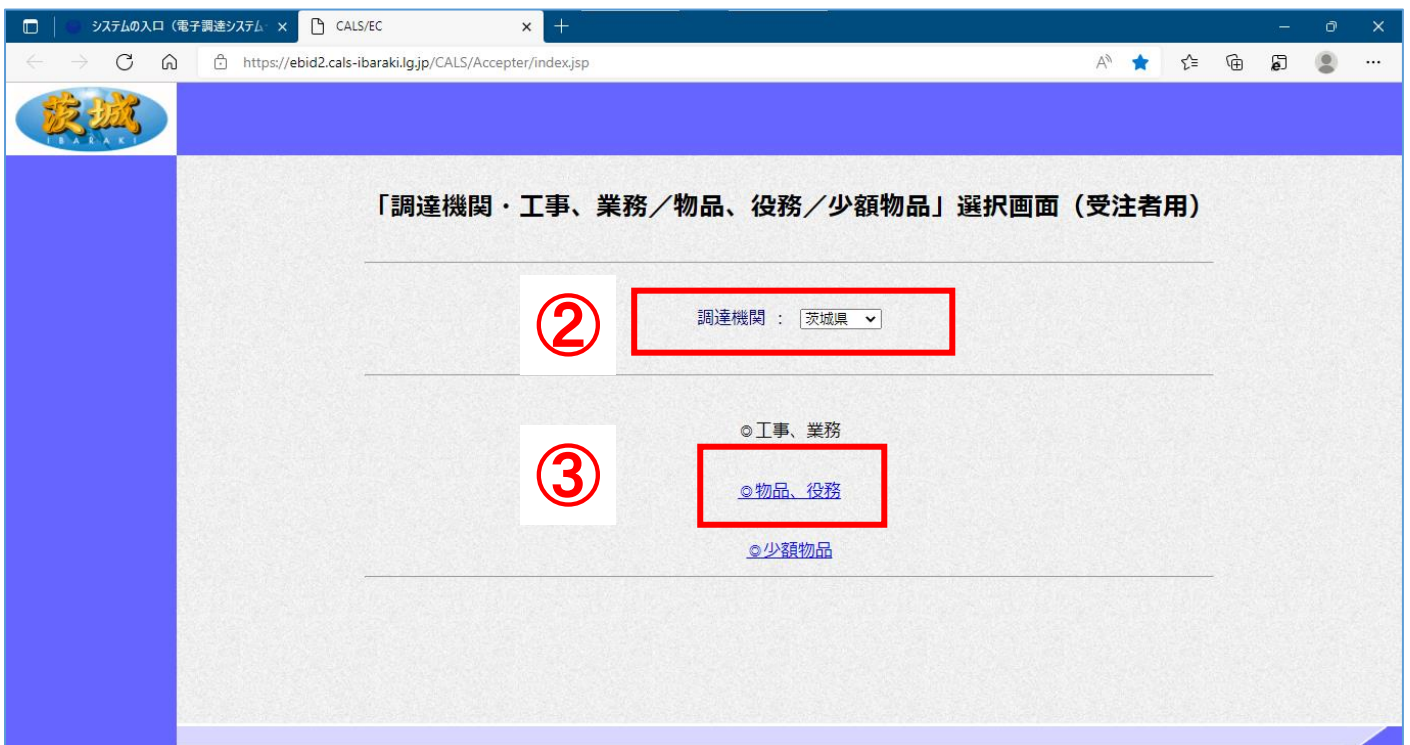 システムの入口（電子調達システム
CALS/EC
https://ebid2.cals-ibaraki.lg.jp/CALS/Accepter/index.jsp
茨城
IBARAKI
「調達機関・工事、業務／物品、役務／少額物品」選択画面（受注者用）
②
調達機関 ： 茨城県
◎工事、業務
③
◎物品、役務
◎少額物品